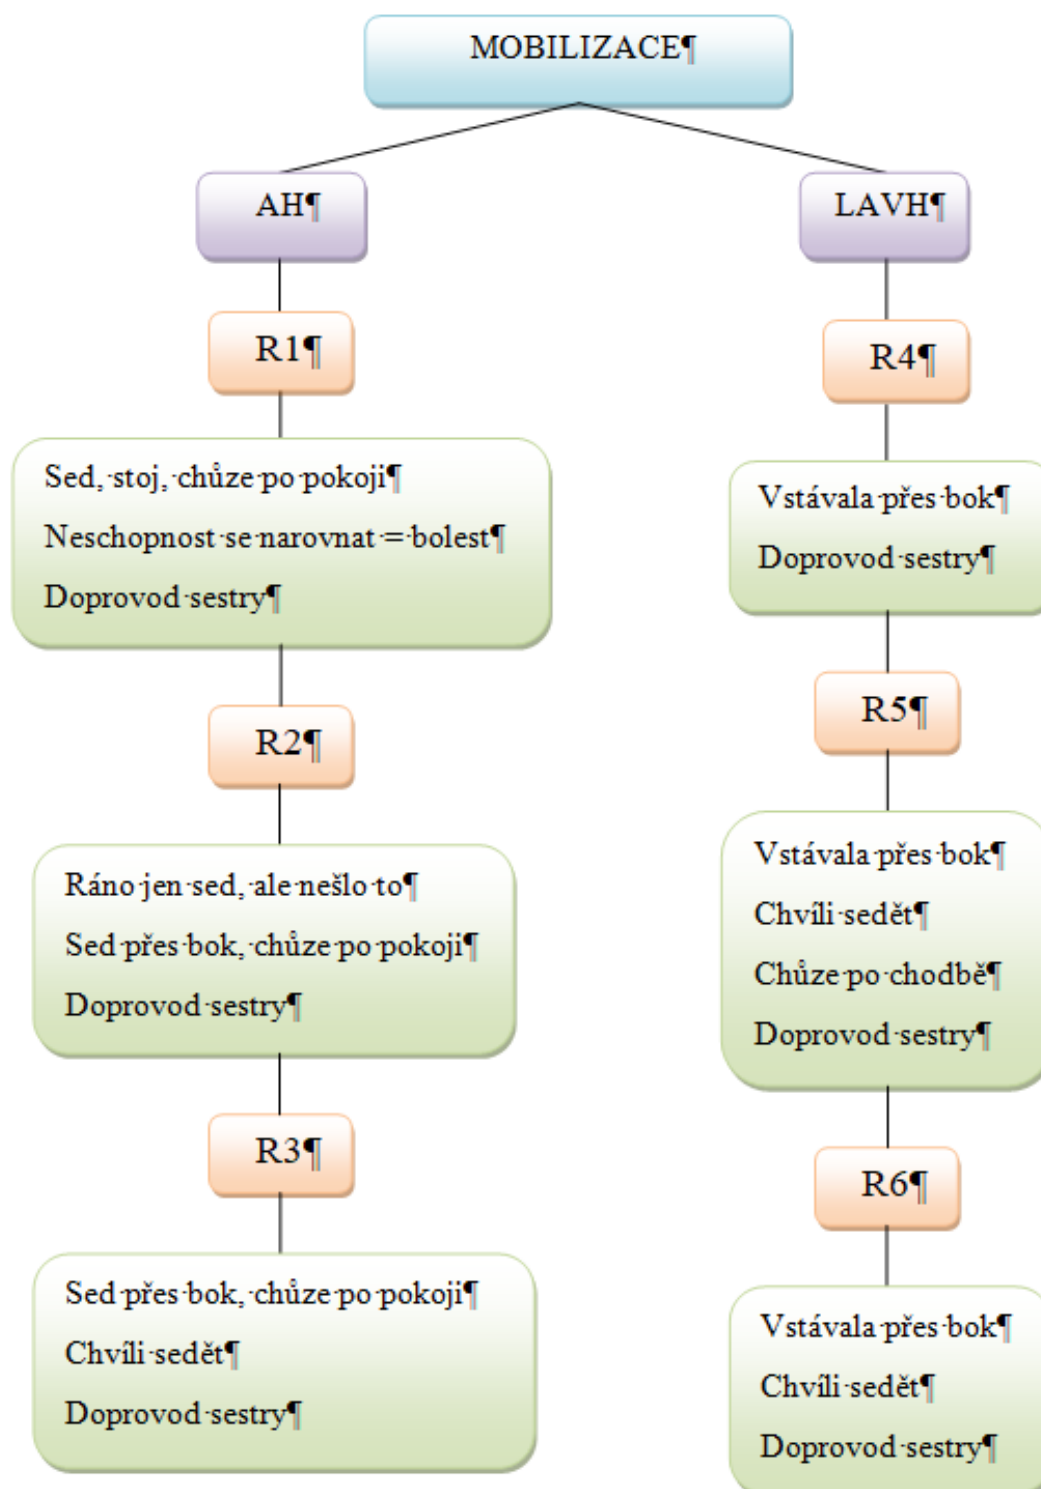 MOBILIZACE¶
AH¶
R1¶
Sed, stoj, chůze po pokoji¶
Neschopnost se narovnat = bolest¶
Doprovod sestry¶
R2¶
Ráno jen sed, ale nešlo to¶
Sed přes bok, chůze po pokoji¶
Doprovod sestry¶
R3¶
Sed přes bok, chůze po pokoji¶
Chvíli sedět¶
Doprovod sestry¶
LAVH¶
R4¶
Vstávala přes bok¶
Doprovod sestry¶
R5¶
Vstávala přes bok¶
Chvíli sedět¶
Chůze po chodbě¶
Doprovod sestry¶
R6¶
Vstávala přes bok¶
Chvíli sedět¶
Doprovod sestry¶